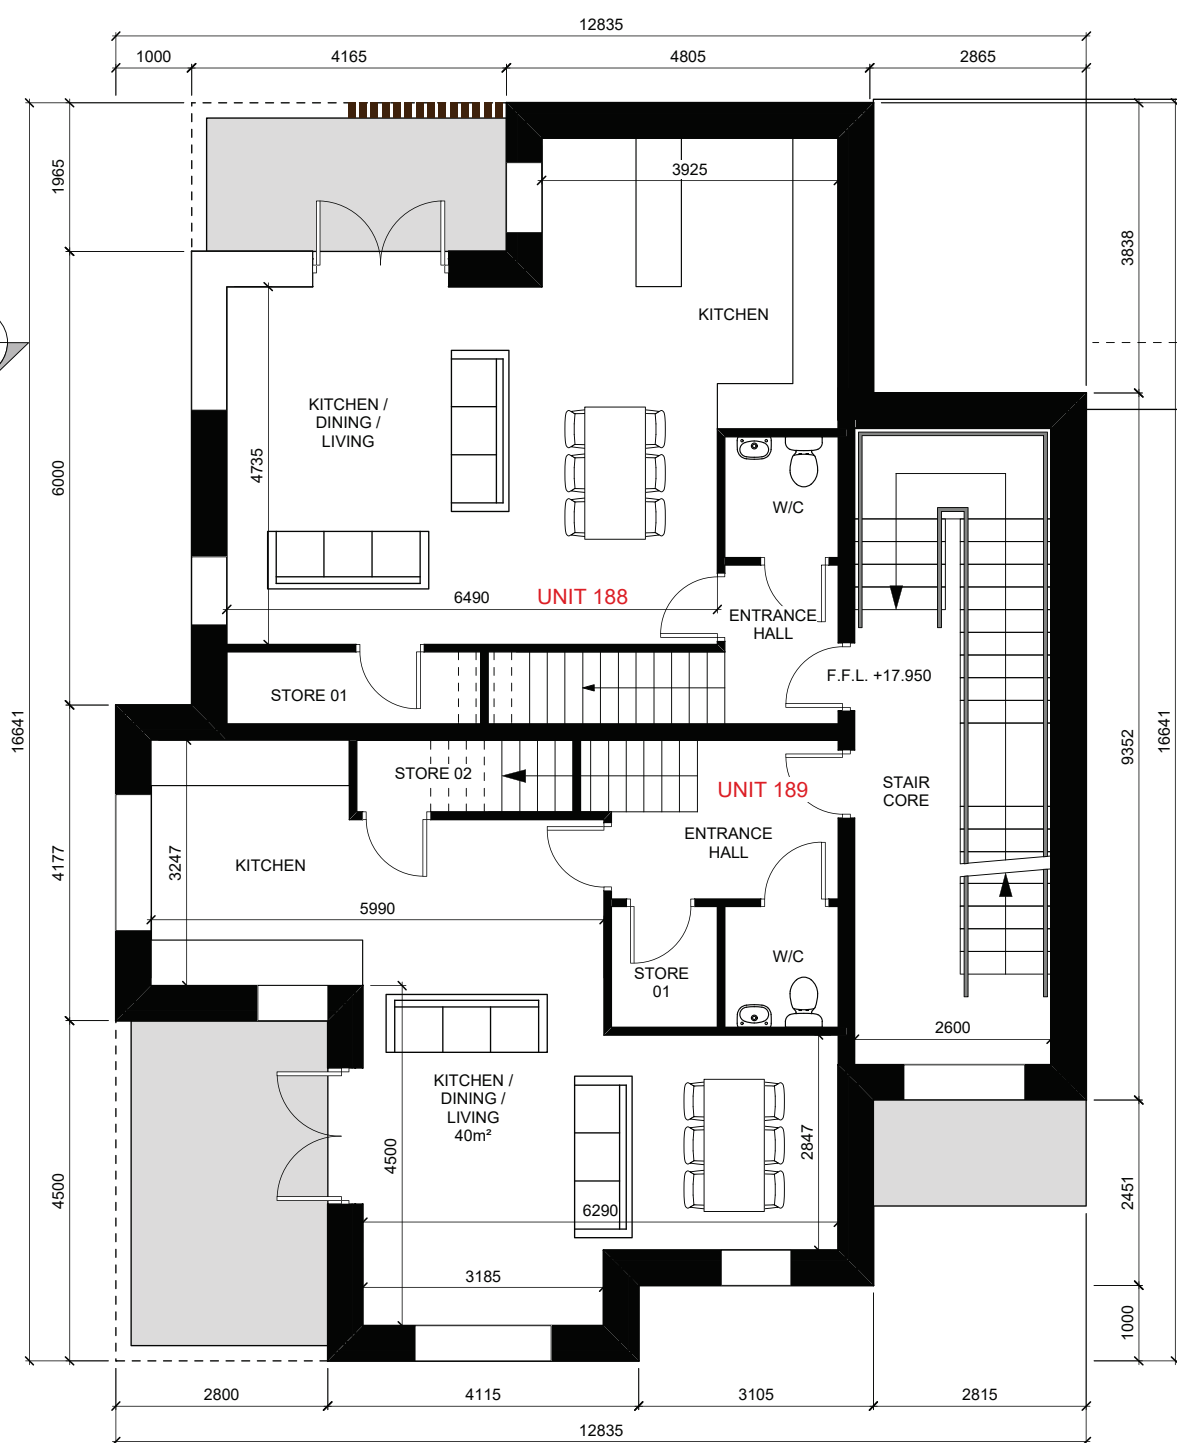 12835
1000
4165
4805
2865
1965
3925
3838
KITCHEN
KITCHEN /
DINING /
LIVING
4735
6000
W/C
6490
UNIT 188
ENTRANCE
HALL
F.F.L. +17.950
STORE 01
16641
16641
9352
STORE 02
UNIT 189
STAIR
CORE
ENTRANCE
HALL
4177
3247
KITCHEN
5990
W/C
STORE
01
2600
KITCHEN /
DINING /
LIVING
40m²
4500
4500
2847
2451
6290
3185
1000
2800
4115
3105
2815
12835